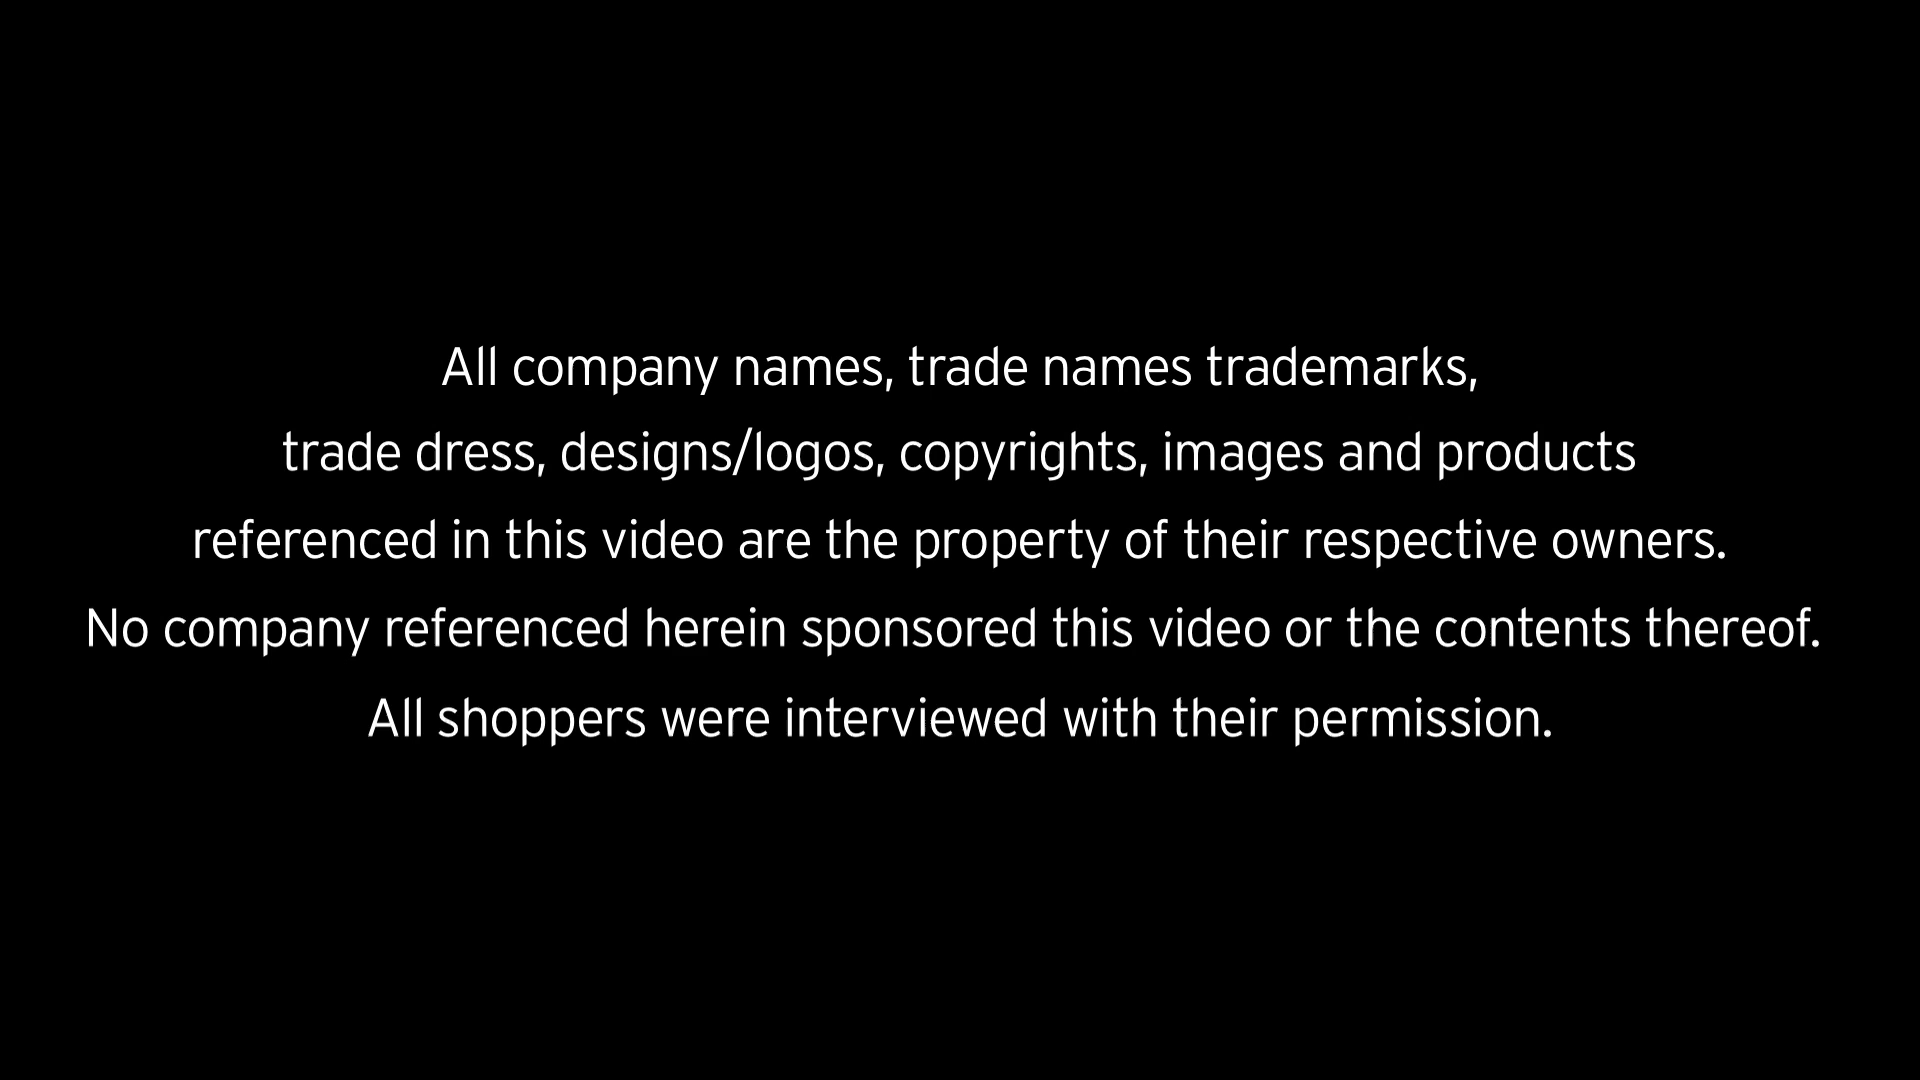 All company names, trade names trademarks,
trade dress, designs/logos, copyrights, images and products
referenced in this video are the property of their respective owners.
No company referenced herein sponsored this video or the contents thereof.
All shoppers were interviewed with their permission.